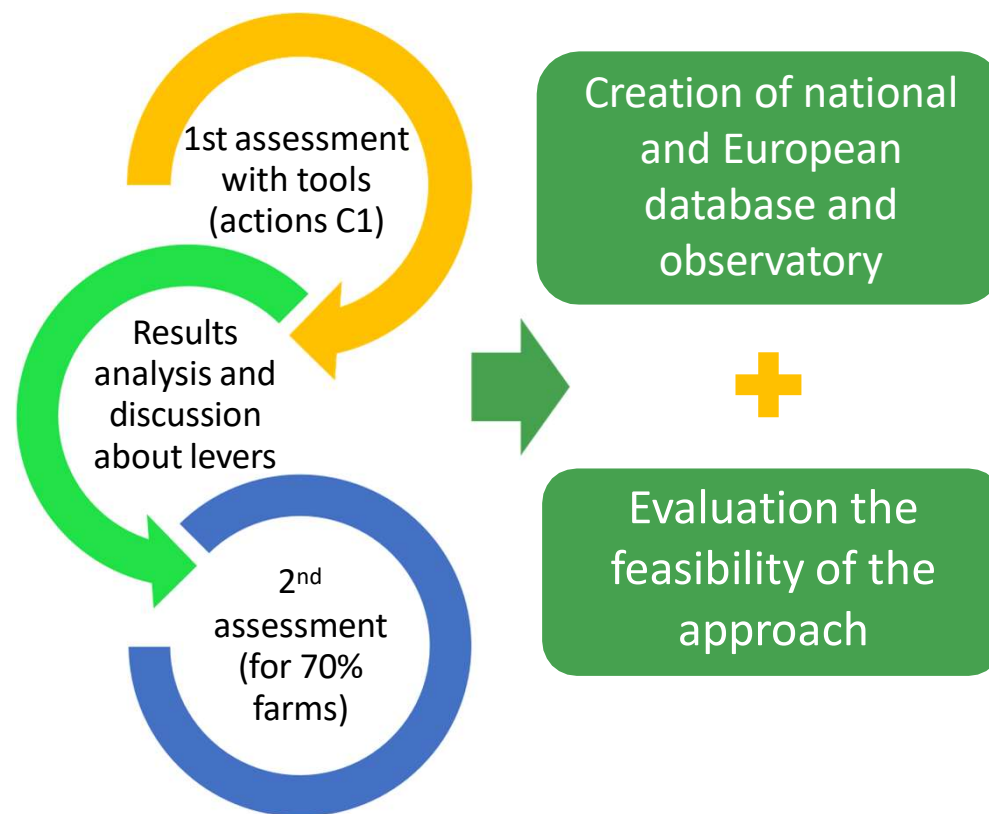 1st assessment
with tools
(actions C1)
Results
analysis and
discussion
about levers
2nd
assessment
(for 70%
farms)
Creation of national
and European
database and
observatory
Evaluation the
feasibility of the
approach